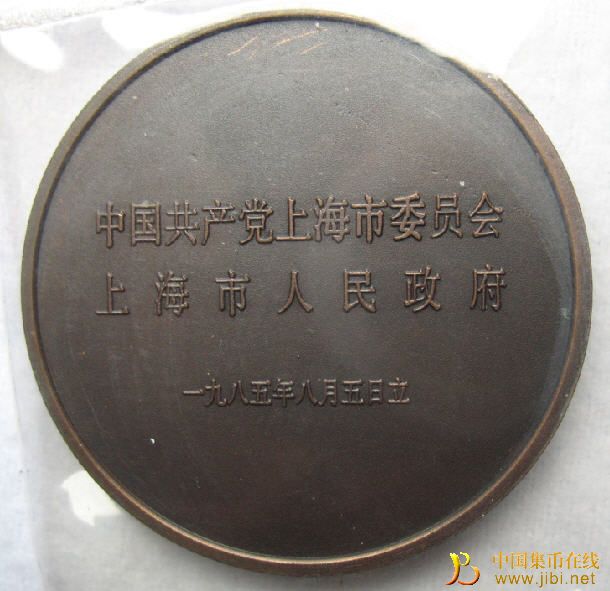 中国共产党上海市委员会
上海市人民政府
一九八五年八月五日立
中国集币在线
www.jibi.net